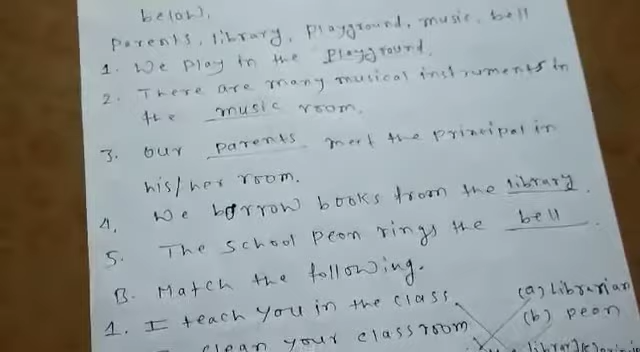 below.
Parents, library, playground, music, bell
1. We play in the playground.
2. There are many musical instruments in
the music room.
3. Our parents meet the principal in
his/her room.
4. We borrow books from the library.
5. The school peon rings the bell.
B. Match the following.
1. I teach you in the class. (a) Librarian
clean your classroom (b) peon